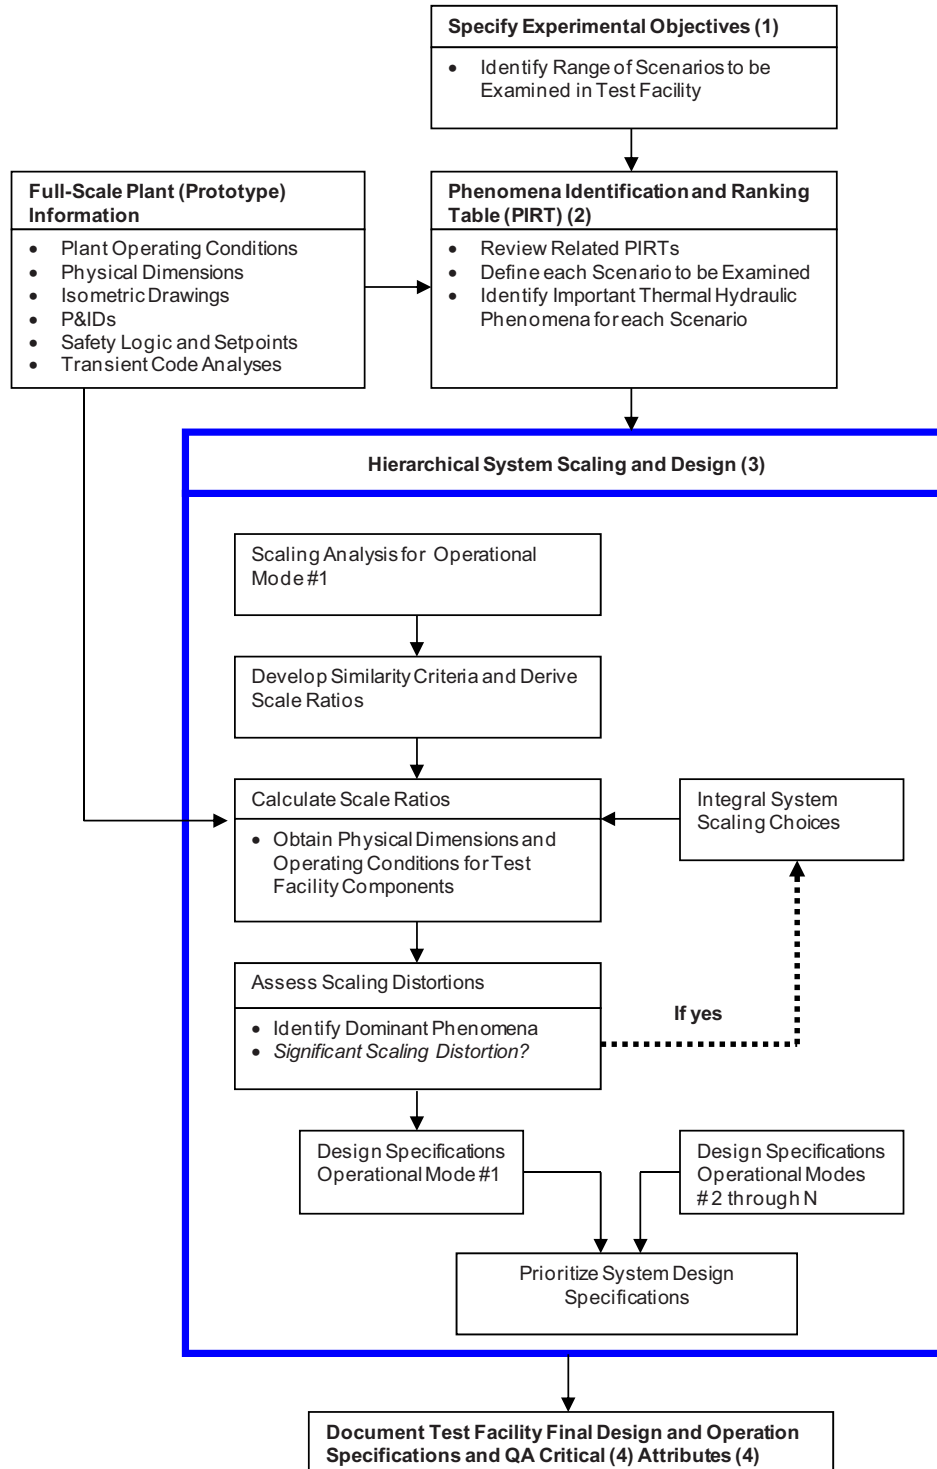 Specify Experimental Objectives (1)
• Identify Range of Scenarios to be
Examined in Test Facility
Full-Scale Plant (Prototype)
Information
• Plant Operating Conditions
• Physical Dimensions
• Isometric Drawings
• P&IDs
• Safety Logic and Setpoints
• Transient Code Analyses
Phenomena Identification and Ranking
Table (PIRT) (2)
• Review Related PIRTs
• Define each Scenario to be Examined
• Identify Important Thermal Hydraulic
Phenomena for each Scenario
Hierarchical System Scaling and Design (3)
Scaling Analysis for Operational
Mode #1
Develop Similarity Criteria and Derive
Scale Ratios
Calculate Scale Ratios
• Obtain Physical Dimensions and
Operating Conditions for Test
Facility Components
Integral System
Scaling Choices
Assess Scaling Distortions
• Identify Dominant Phenomena
• Significant Scaling Distortion?
If yes
Design Specifications
Operational Mode #1
Design Specifications
Operational Modes
#2 through N
Prioritize System Design
Specifications
Document Test Facility Final Design and Operation
Specifications and QA Critical (4) Attributes (4)